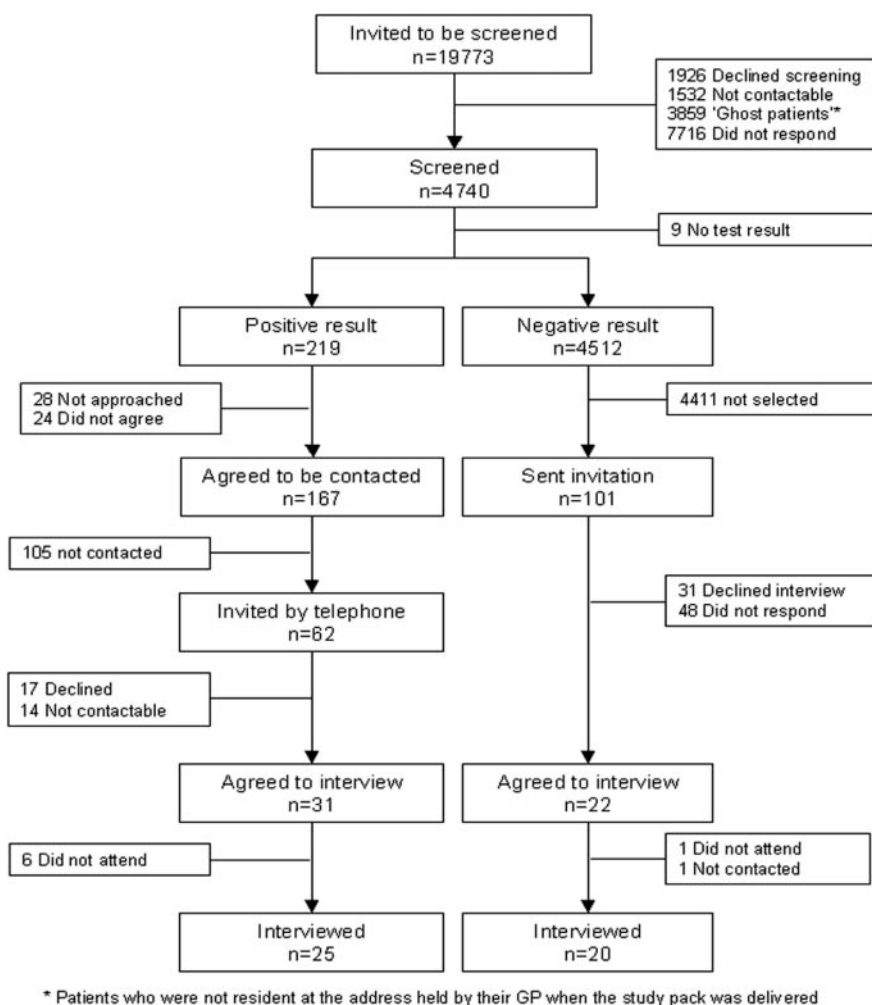 Invited to be screened
n=19773
1926 Declined screening
1532 Not contactable
3859 'Ghost patients'*
7716 Did not respond
Screened
n=4740
9 No test result
Positive result
n=219
Negative result
n=4512
28 Not approached
24 Did not agree
4411 not selected
Agreed to be contacted
n=167
Sent invitation
n=101
105 not contacted
31 Declined interview
48 Did not respond
Invited by telephone
n=62
17 Declined
14 Not contactable
Agreed to interview
n=31
Agreed to interview
n=22
6 Did not attend
1 Did not attend
1 Not contacted
Interviewed
n=25
Interviewed
n=20
* Patients who were not resident at the address held by their GP when the study pack was delivered